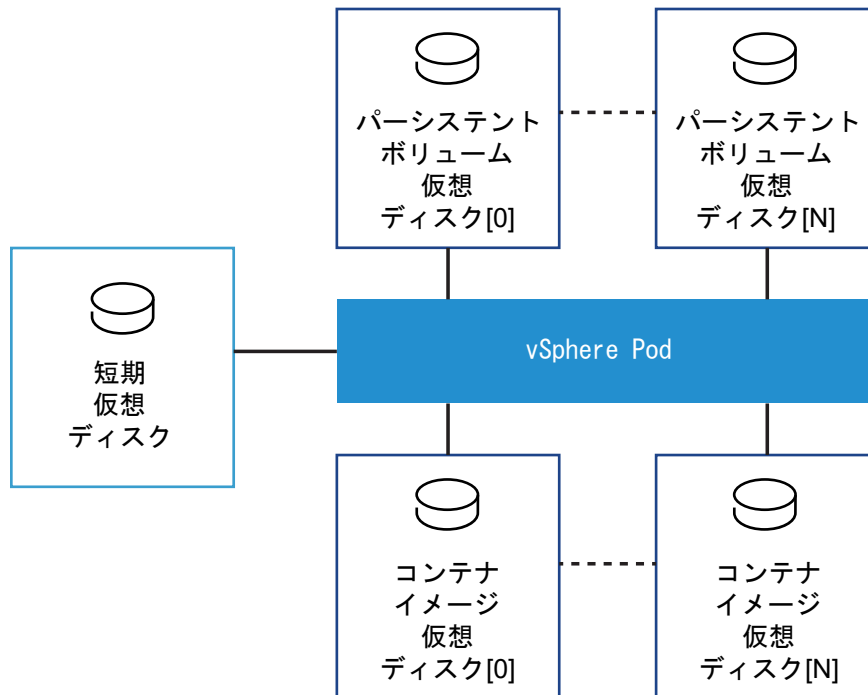 パーシステント
ボリューム
仮想
ディスク[0]
パーシステント
ボリューム
仮想
ディスク[N]
短期
仮想
ディスク
vSphere Pod
コンテナ
イメージ
仮想
ディスク[0]
コンテナ
イメージ
仮想
ディスク[N]